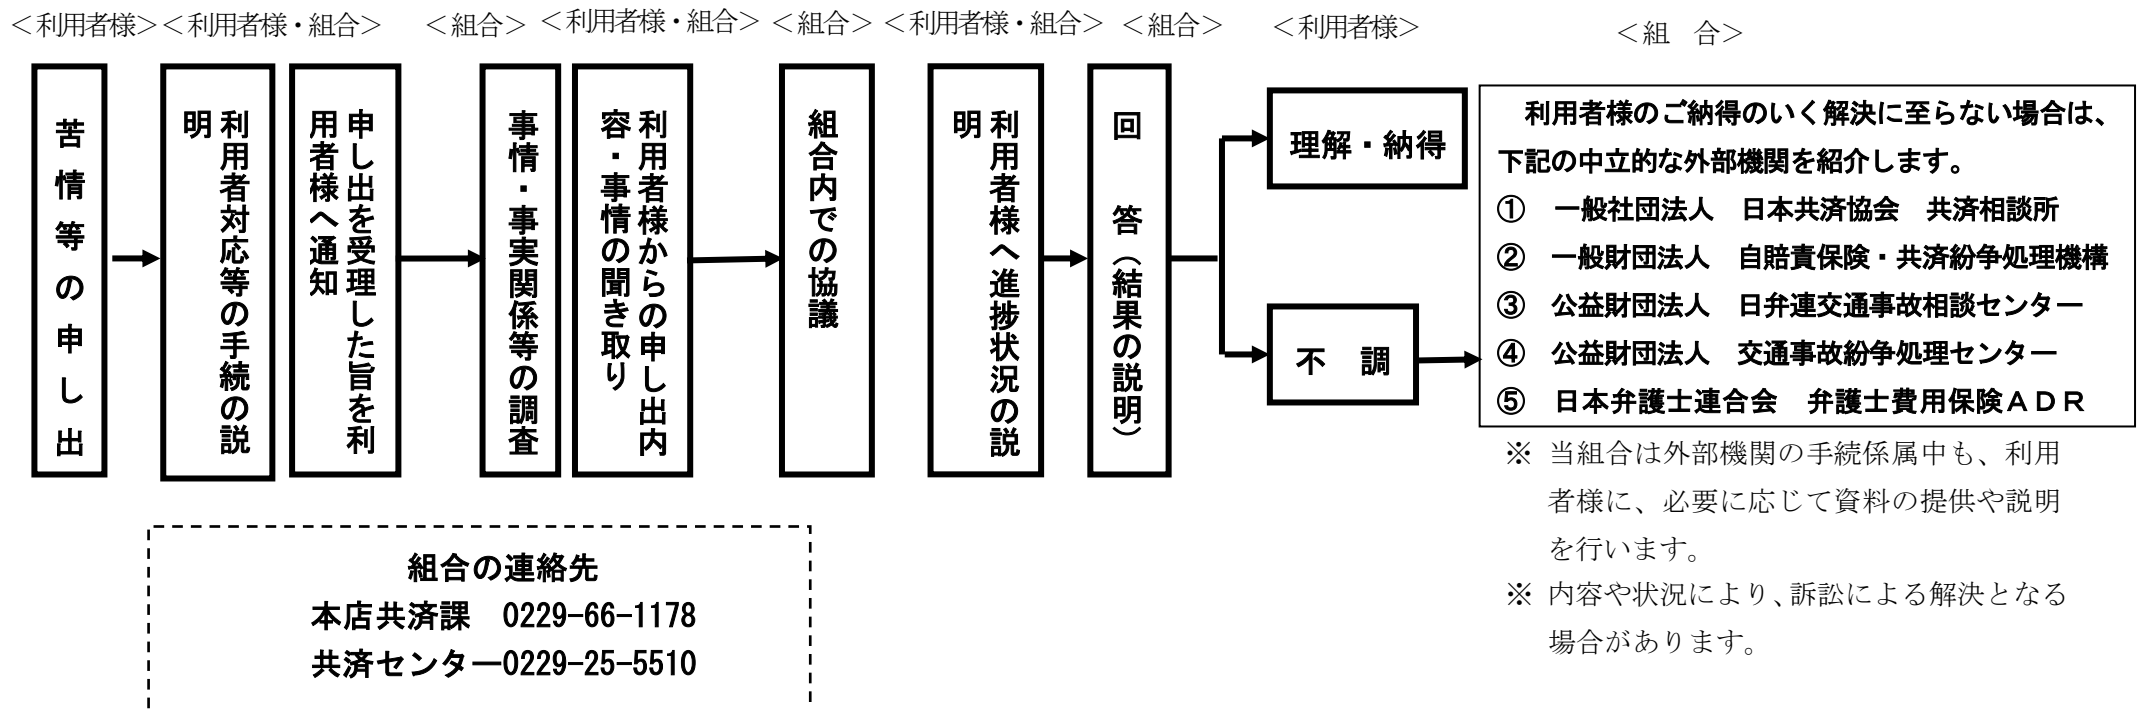 ＜利用者様＞
＜利用者様・組合＞
＜組合＞
＜利用者様・組合＞
＜組合＞
＜利用者様・組合＞
＜組合＞
＜利用者様＞
＜組　合＞
苦情等の申し出
利用者対応等の手続の説
明
申し出を受理した旨を利
用者様へ通知
事情・事実関係等の調査
利用者様からの申し出内
容・事情の聞き取り
組合内での協議
利用者様へ進捗状況の説
明
回　答（結果の説明）
理解・納得
不　調
利用者様のご納得のいく解決に至らない場合は、
下記の中立的な外部機関を紹介します。
①　一般社団法人　日本共済協会　共済相談所
②　一般財団法人　自賠責保険・共済紛争処理機構
③　公益財団法人　日弁連交通事故相談センター
④　公益財団法人　交通事故紛争処理センター
⑤　日本弁護士連合会　弁護士費用保険ＡＤＲ
※ 当組合は外部機関の手続係属中も、利用
者様に、必要に応じて資料の提供や説明
を行います。
※ 内容や状況により、訴訟による解決となる
場合があります。
組合の連絡先
本店共済課　0229-66-1178
共済センター0229-25-5510